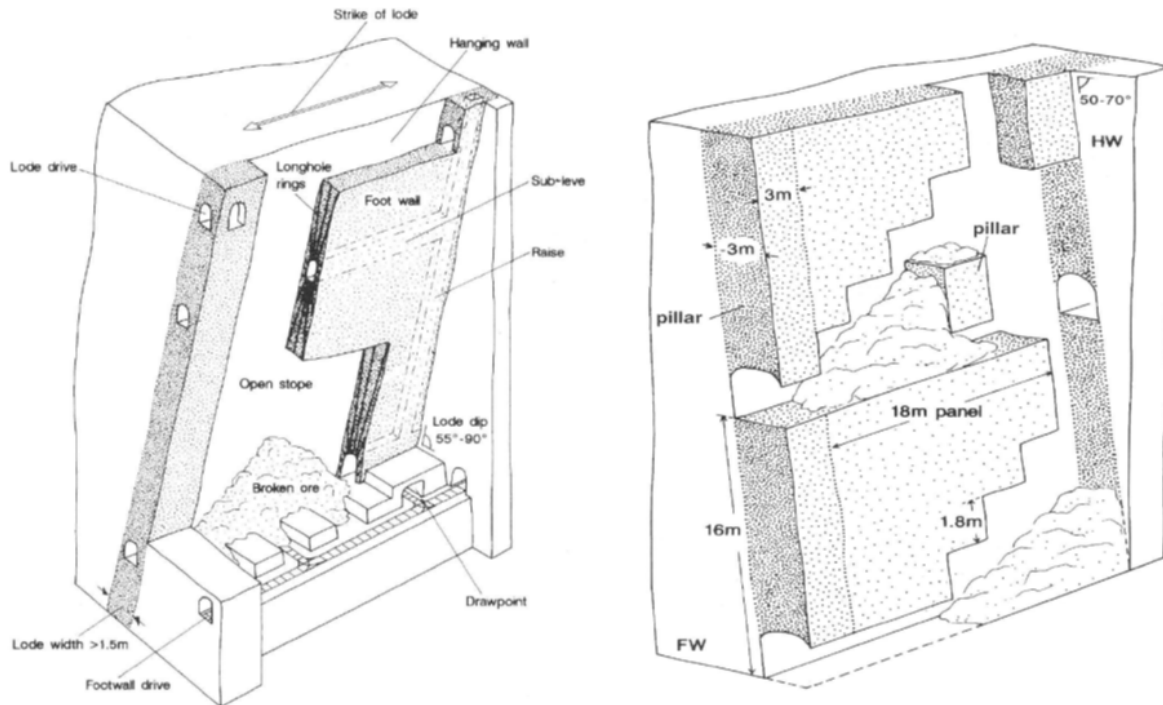 Strike of lode
Hanging wall
Lode drive
Longhole
rings
Foot wall
Sub-leve
Raise
Open stope
Lode dip
55°-90°
Broken ore
Drawpoint
Lode width >1.5m
Footwall drive
50-70°
HW
3m
3m
pillar
pillar
18m panel
16m
1.8m
FW